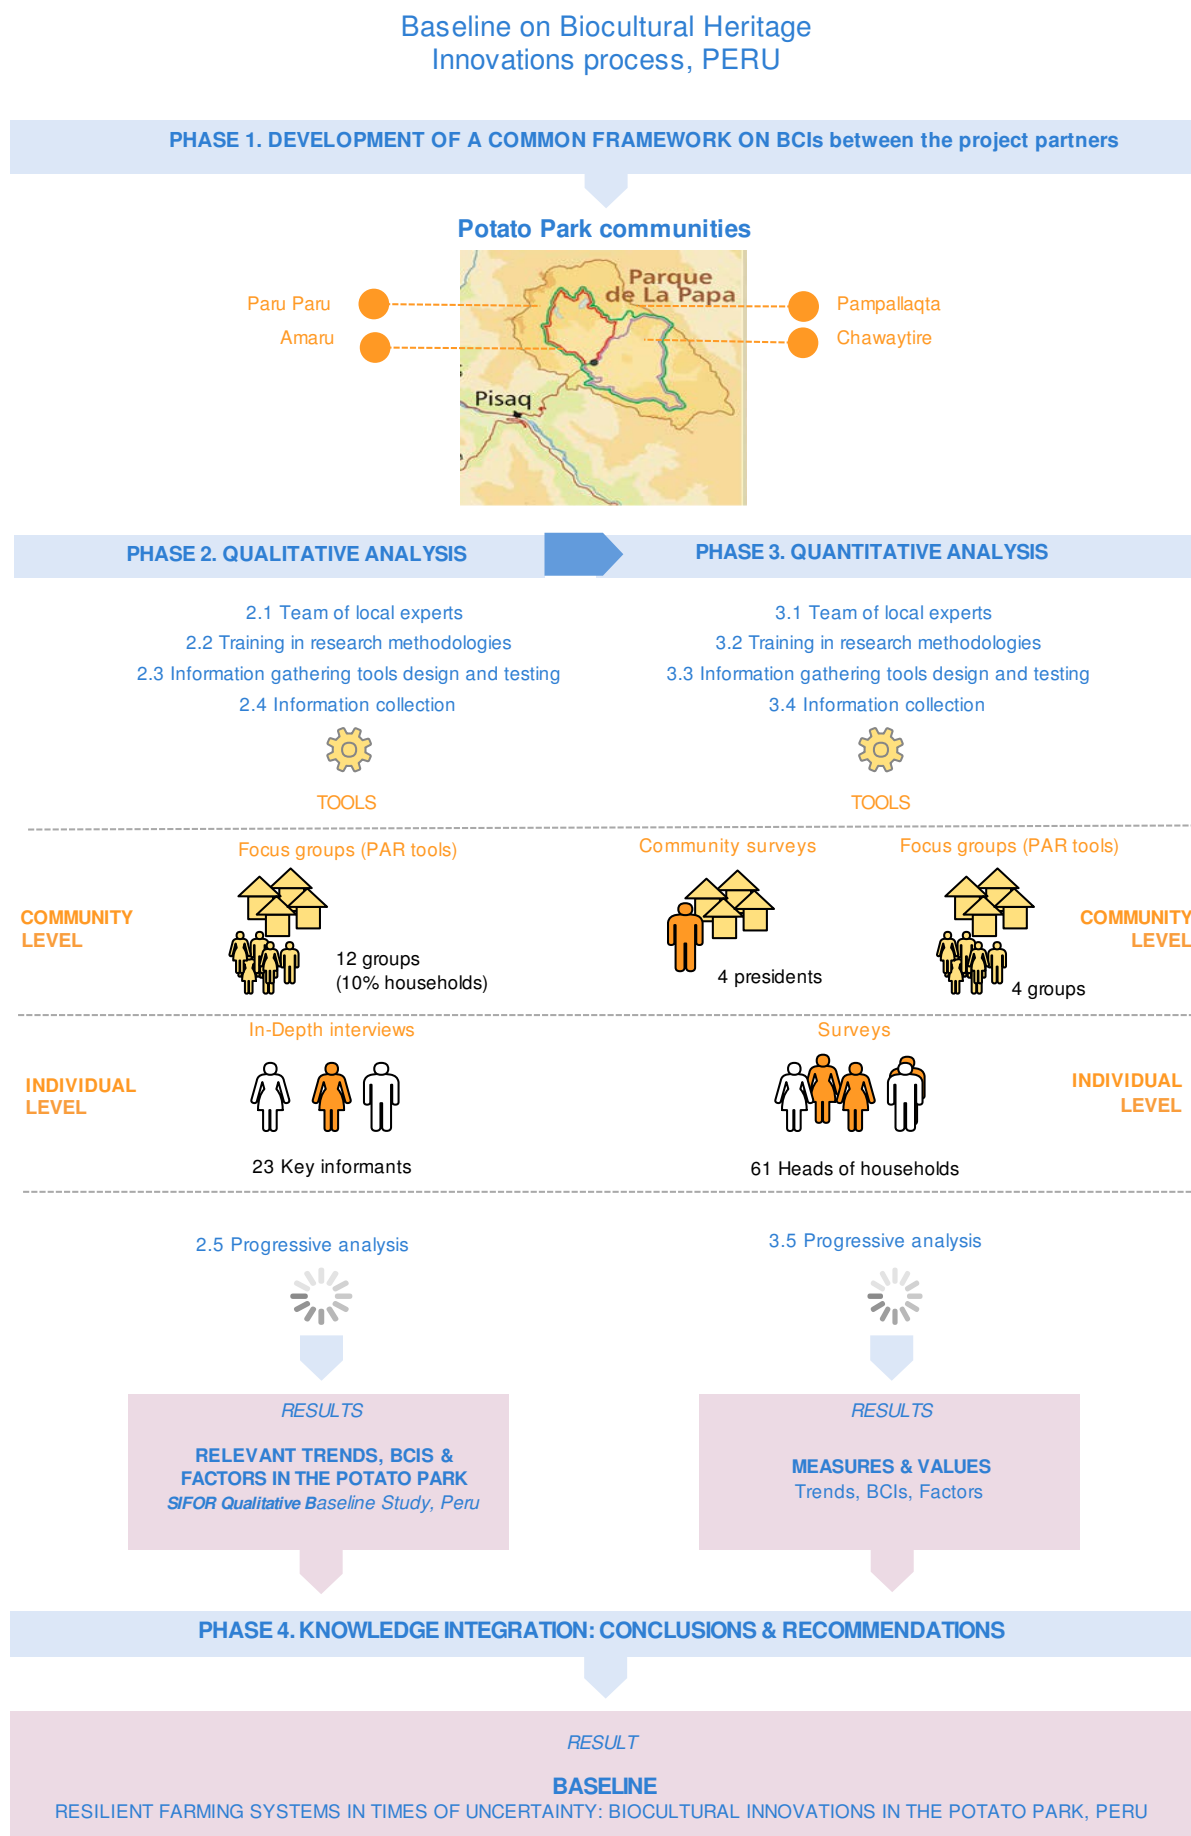 Baseline on Biocultural Heritage
Innovations process, PERU
PHASE 1. DEVELOPMENT OF A COMMON FRAMEWORK ON BCIs between the project partners
Potato Park communities
Parque
de La Papa
Paru Paru
Amaru
Pampallaqta
Chawaytire
Pisaq
PHASE 2. QUALITATIVE ANALYSIS
2.1 Team of local experts
2.2 Training in research methodologies
2.3 Information gathering tools design and testing
2.4 Information collection
TOOLS
PHASE 3. QUANTITATIVE ANALYSIS
3.1 Team of local experts
3.2 Training in research methodologies
3.3 Information gathering tools design and testing
3.4 Information collection
TOOLS
COMMUNITY
LEVEL
Focus groups (PAR tools)
12 groups
(10% households)
Community surveys
4 presidents
Focus groups (PAR tools)
4 groups
COMMUNITY
LEVEL
INDIVIDUAL
LEVEL
In-Depth interviews
23 Key informants
Surveys
61 Heads of households
INDIVIDUAL
LEVEL
2.5 Progressive analysis
3.5 Progressive analysis
RESULTS
RELEVANT TRENDS, BCIS &
FACTORS IN THE POTATO PARK
SIFOR Qualitative Baseline Study, Peru
RESULTS
MEASURES & VALUES
Trends, BCIs, Factors
PHASE 4. KNOWLEDGE INTEGRATION: CONCLUSIONS & RECOMMENDATIONS
RESULT
BASELINE
RESILIENT FARMING SYSTEMS IN TIMES OF UNCERTAINTY: BIOCULTURAL INNOVATIONS IN THE POTATO PARK, PERU